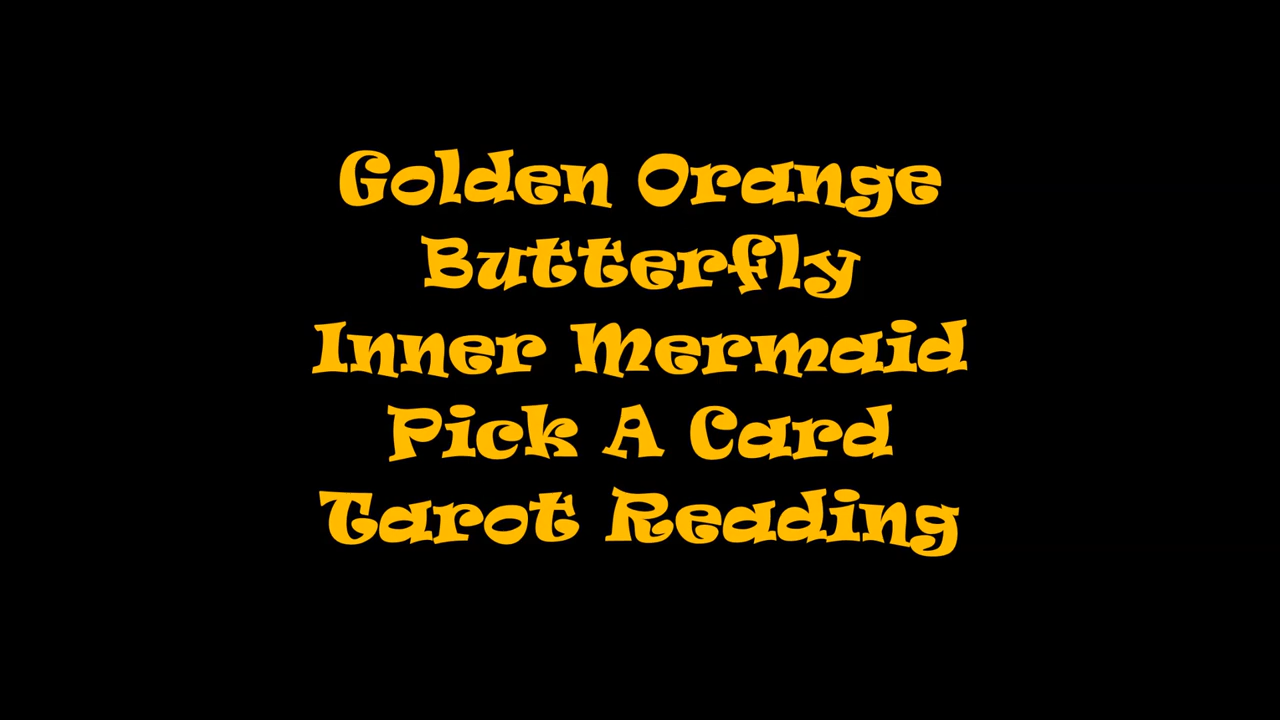 Golden Orange
Butterfly
Inner Mermaid
Pick A Card
Tarot Reading